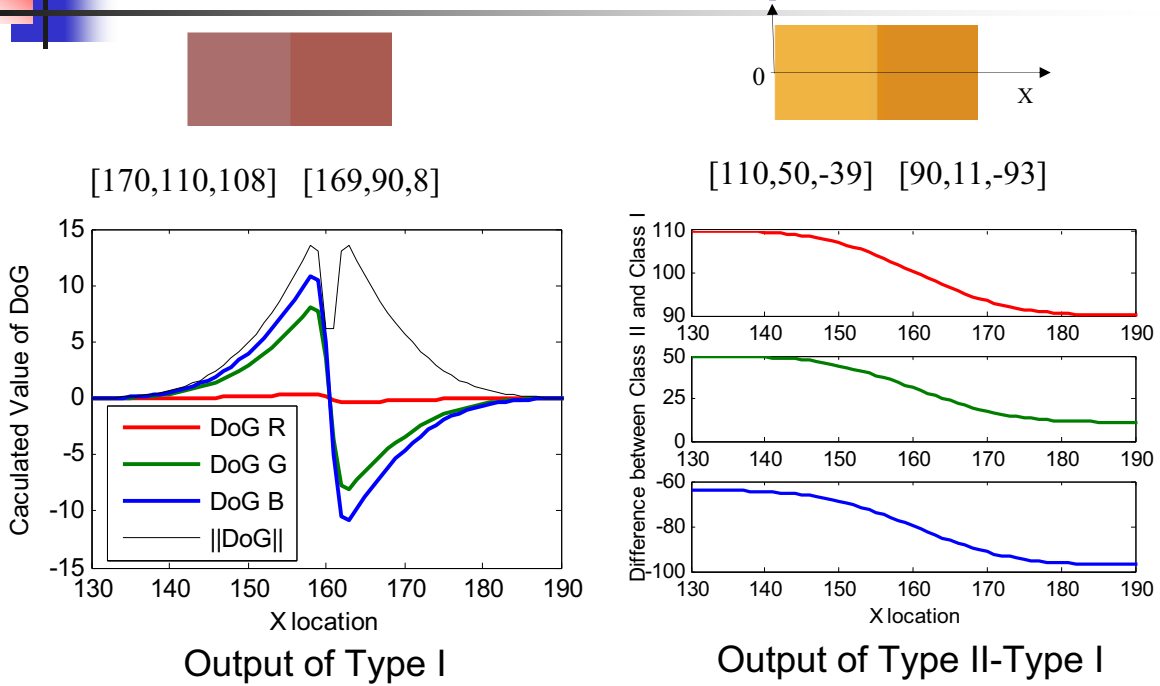 0
X
[170,110,108] [169,90,8]
[110,50,-39] [90,11,-93]
Caculated Value of DoG
15
10
5
0
-5
-10
-15
DoG R
DoG G
DoG B
||DoG||
130 140 150 160 170 180 190
X location
Output of Type I
Difference between Class II and Class I
110
100
90
130 140 150 160 170 180 190
50
25
0
130 140 150 160 170 180 190
-60
-80
-100
130 140 150 160 170 180 190
X location
Output of Type II-Type I